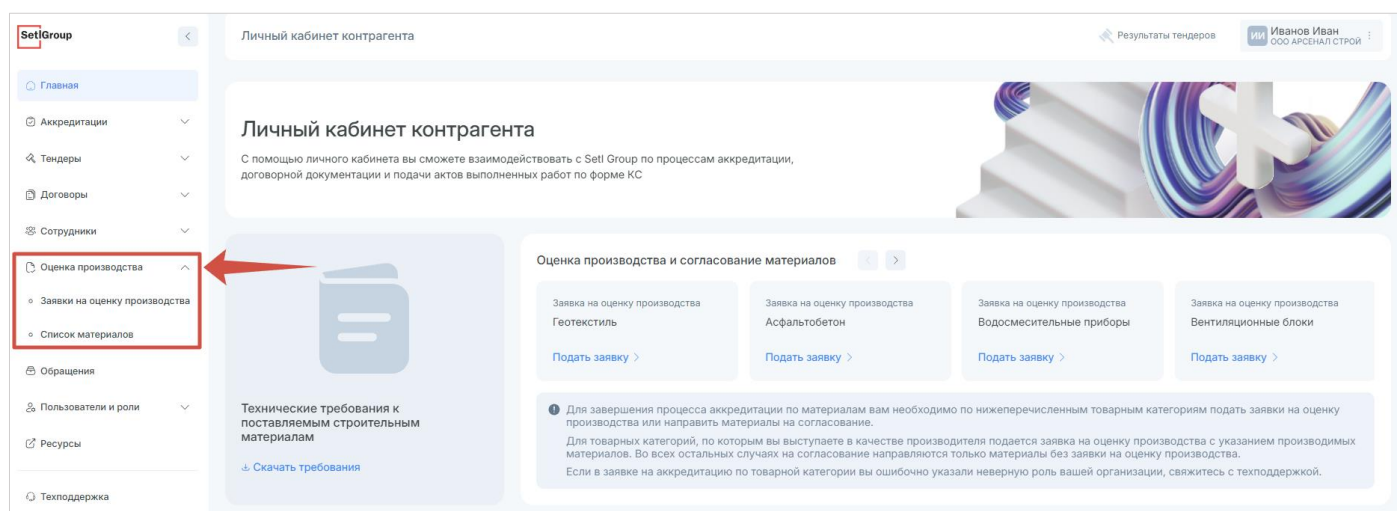 SetlGroup
Личный кабинет контрагента
Результаты тендеров
ИИ
Иванов Иван
ООО АРСЕНАЛ СТРОЙ
Главная
Аккредитации
Тендеры
Договоры
Сотрудники
Оценка производства
Заявки на оценку производства
Список материалов
Обращения
Пользователи и роли
Ресурсы
Техподдержка
Личный кабинет контрагента
С помощью личного кабинета вы сможете взаимодействовать с Setl Group по процессам аккредитации,
договорной документации и подачи актов выполненных работ по форме КС
Технические требования к
поставляемым строительным
материалам
Скачать требования
Оценка производства и согласование материалов
Заявка на оценку производства
Геотекстиль
Подать заявку
Заявка на оценку производства
Асфальтобетон
Подать заявку
Заявка на оценку производства
Водосмесительные приборы
Подать заявку
Заявка на оценку производства
Вентиляционные блоки
Подать заявку
Для завершения процесса аккредитации по материалам вам необходимо по нижеперечисленным товарным категориям подать заявки на оценку
производства или направить материалы на согласование.
Для товарных категорий, по которым вы выступаете в качестве производителя подается заявка на оценку производства с указанием производимых
материалов. Во всех остальных случаях на согласование направляются только материалы без заявки на оценку производства.
Если в заявке на аккредитацию по товарной категории вы ошибочно указали неверную роль вашей организации, свяжитесь с техподдержкой.